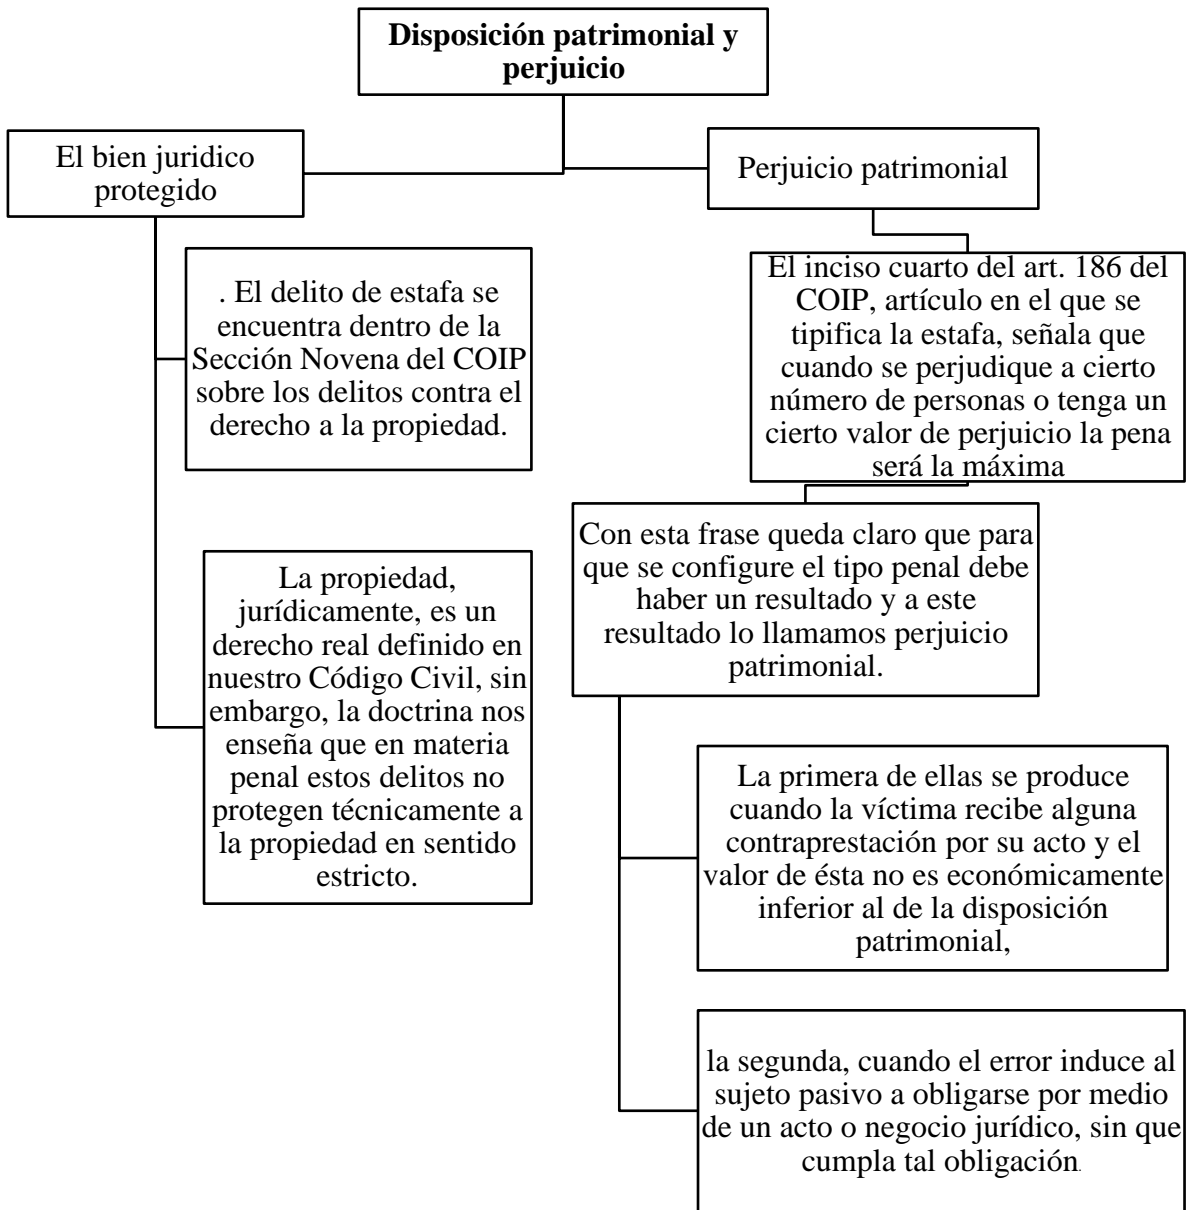 Disposición patrimonial y
perjuicio
El bien juridico
protegido
. El delito de estafa se
encuentra dentro de la
Sección Novena del COIP
sobre los delitos contra el
derecho a la propiedad.
La propiedad,
jurídicamente, es un
derecho real definido en
nuestro Código Civil, sin
embargo, la doctrina nos
enseña que en materia
penal estos delitos no
protegen técnicamente a
la propiedad en sentido
estricto.
Perjuicio patrimonial
El inciso cuarto del art. 186 del
COIP, artículo en el que se
tipifica la estafa, señala que
cuando se perjudique a cierto
número de personas o tenga un
cierto valor de perjuicio la pena
será la máxima
Con esta frase queda claro que para
que se configure el tipo penal debe
haber un resultado y a este
resultado lo llamamos perjuicio
patrimonial.
La primera de ellas se produce
cuando la víctima recibe alguna
contraprestación por su acto y el
valor de ésta no es económicamente
inferior al de la disposición
patrimonial,
la segunda, cuando el error induce al
sujeto pasivo a obligarse por medio
de un acto o negocio jurídico, sin que
cumpla tal obligación.